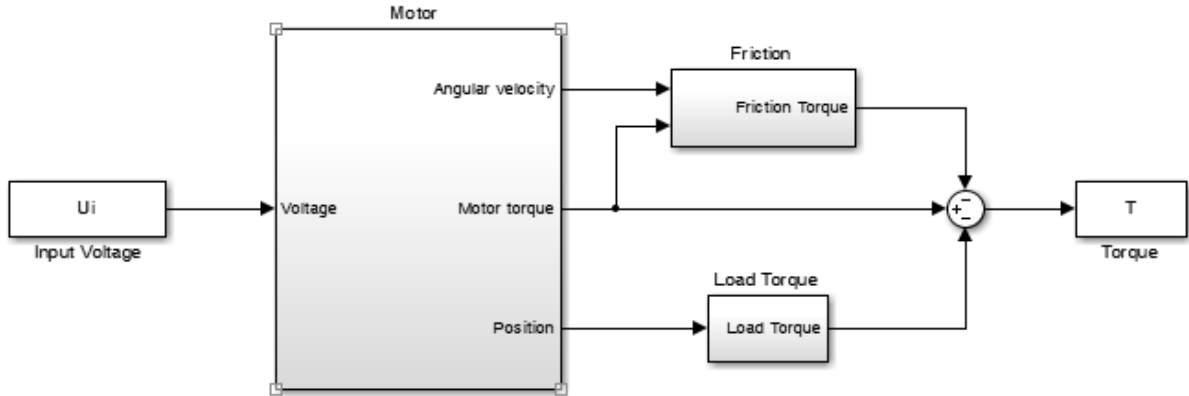 Motor
Friction
Angular velocity
Friction Torque
Ui
Voltage
Motor torque
+
−
−
T
Input Voltage
Torque
Load Torque
Position
Load Torque